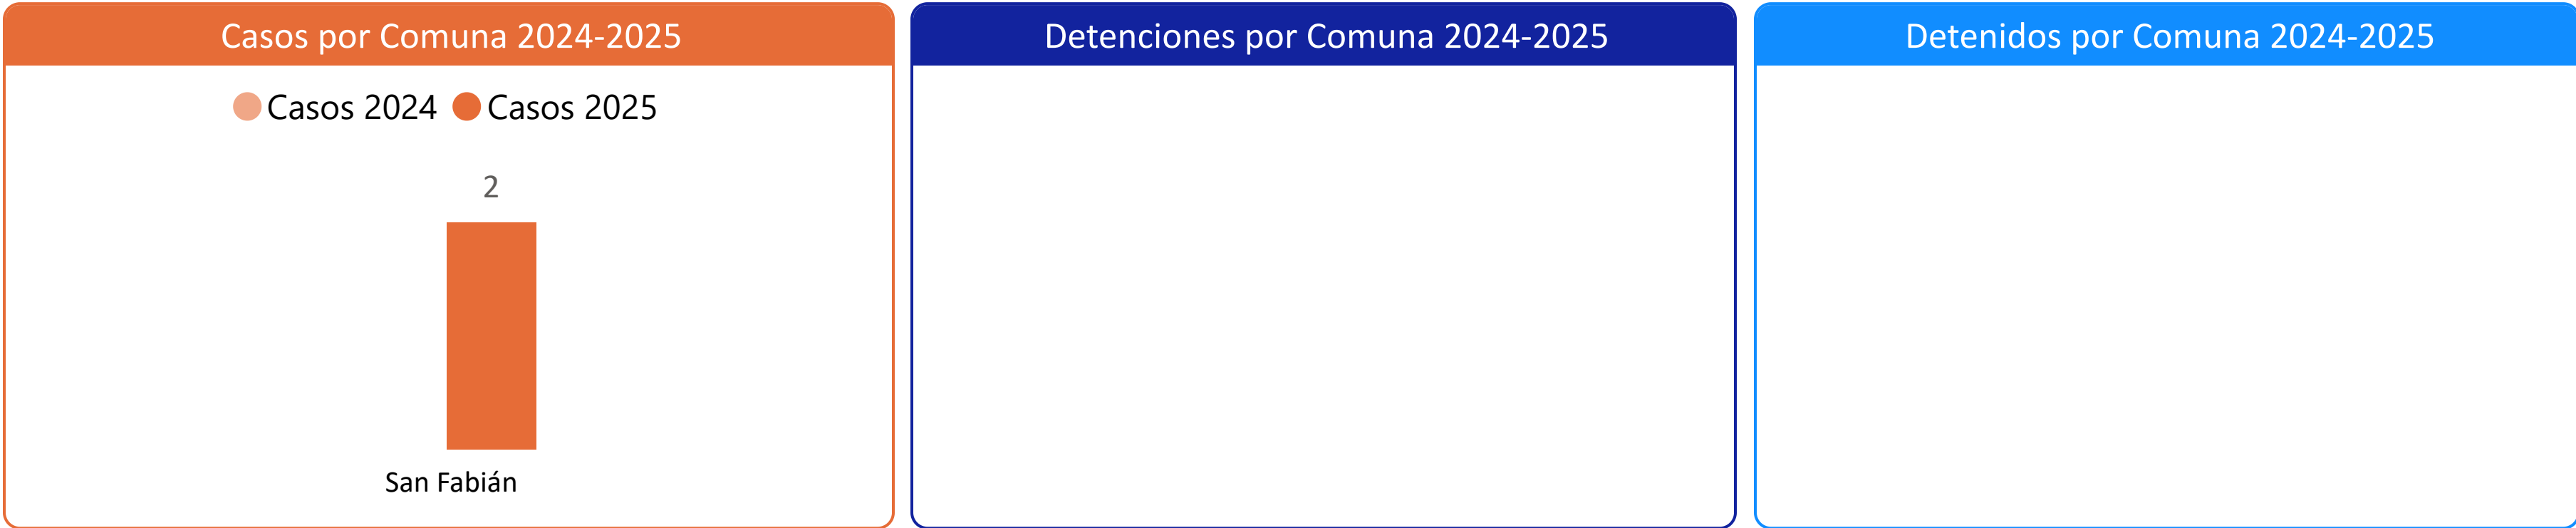 Casos por Comuna 2024-2025
Casos 2024 Casos 2025
2
San Fabián
Detenciones por Comuna 2024-2025
Detenidos por Comuna 2024-2025